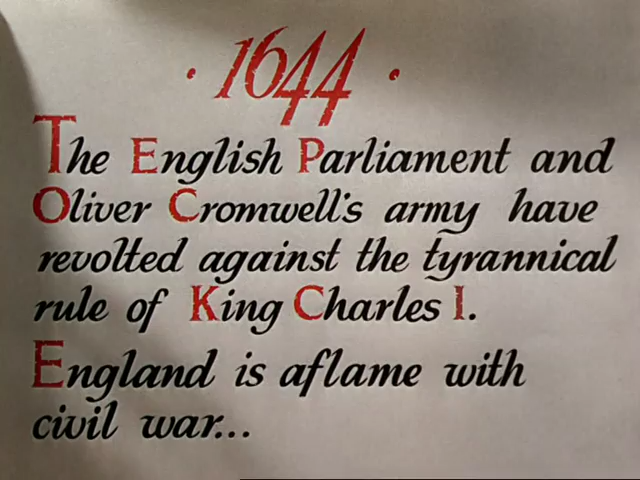 · 1644 ·
The English Parliament and
Oliver Cromwell's army have
revolted against the tyrannical
rule of King Charles I.
England is aflame with
civil war...